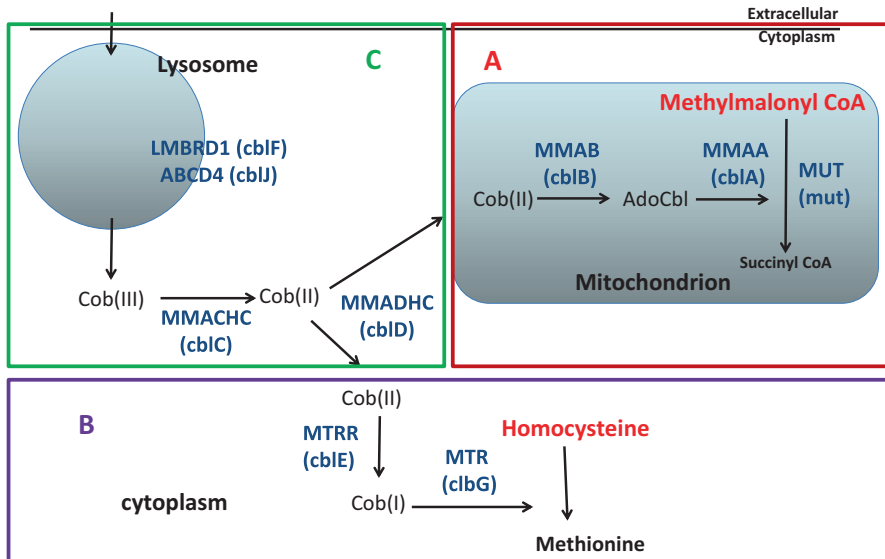 Extracellular
Cytoplasm
Lysosome
C
LMBRD1 (cblF)
ABCD4 (cblJ)
Cob(III)
MMACHC
(cblC)
Cob(II)
MMADHC
(cblD)
A
Methylmalonyl CoA
MMAB
(cblB)
MMAA
(cblA)
MUT
(mut)
Cob(II)
AdoCbl
Succinyl CoA
Mitochondrion
B
Cob(II)
MTRR
(cblE)
Homocysteine
MTR
(clbG)
cytoplasm
Cob(I)
Methionine